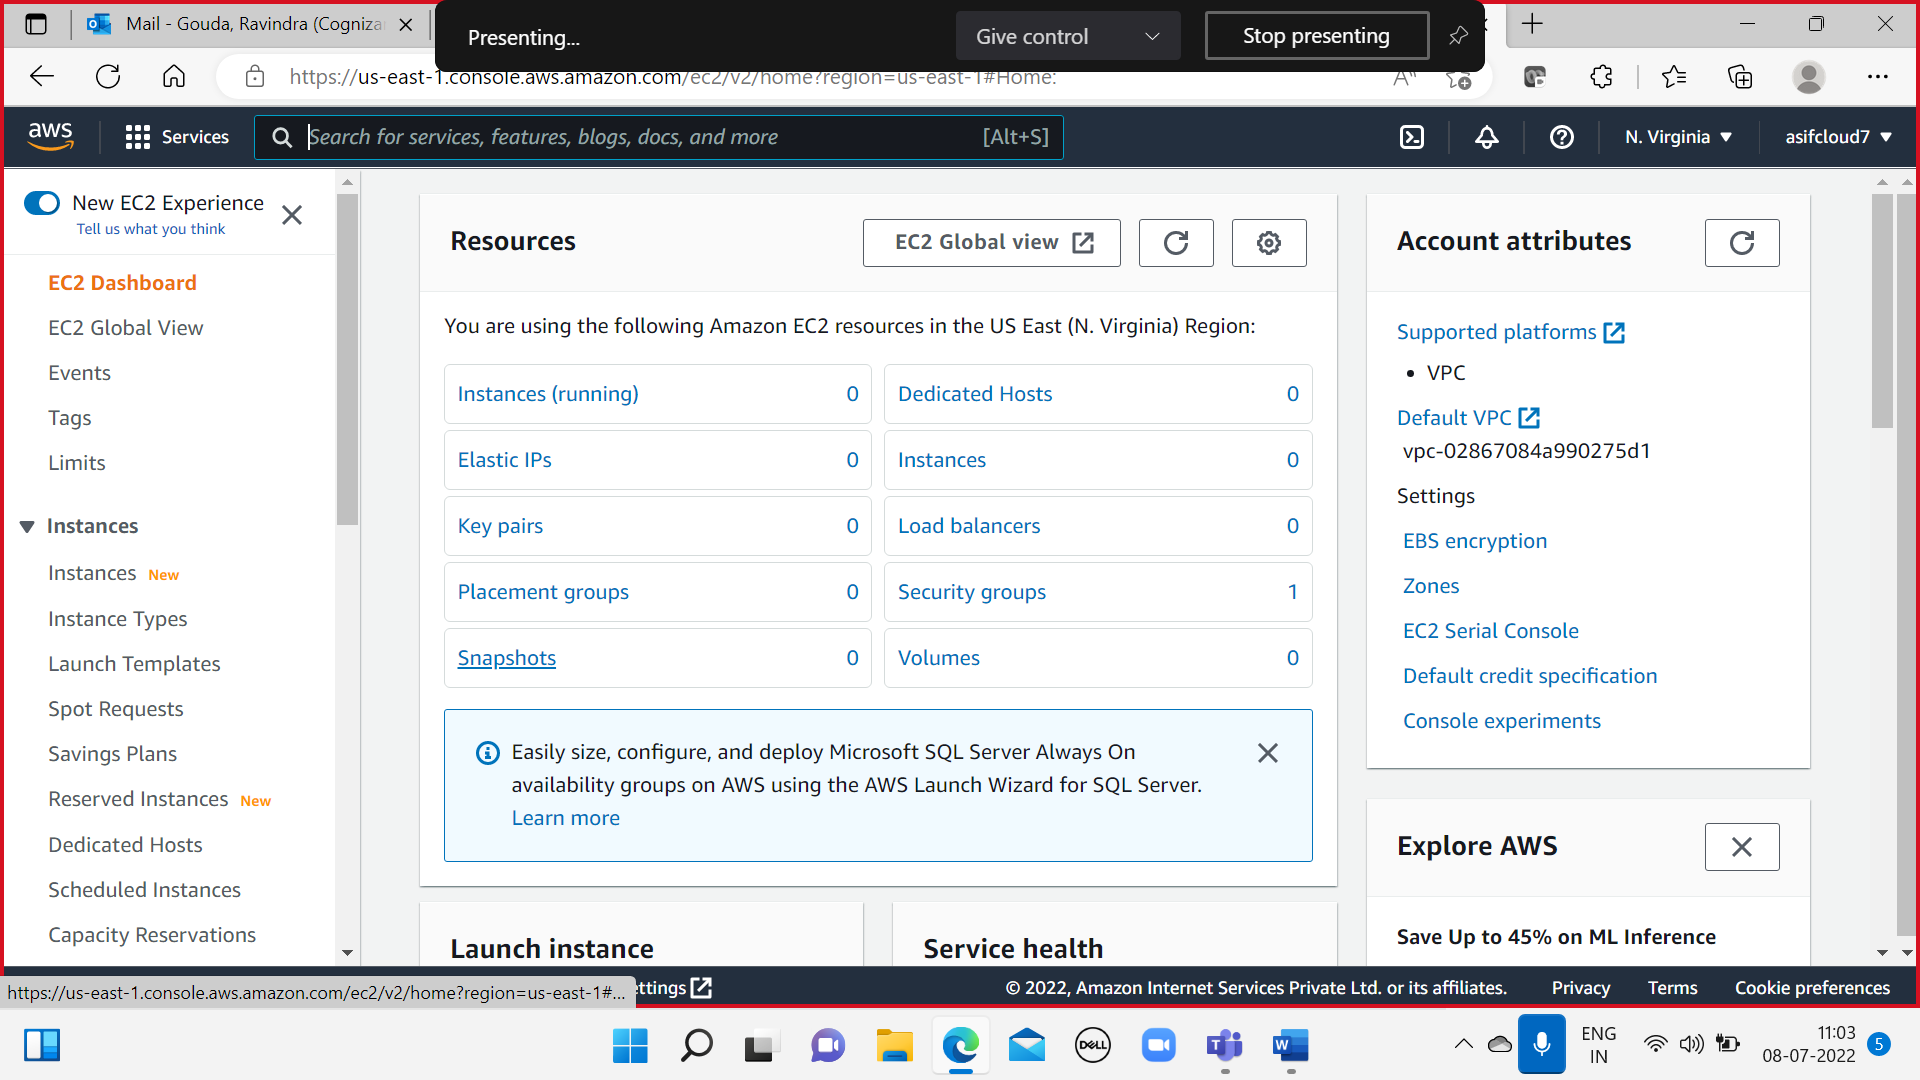 Mail - Gouda, Ravindra (Cogniza
Presenting...
Give control
Stop presenting
https://us-east-1.console.aws.amazon.com/ec2/v2/home?region=us-east-1#Home:
aws
Services
Search for services, features, blogs, docs, and more
[Alt+S]
N. Virginia
asifcloud7
New EC2 Experience
Tell us what you think
EC2 Dashboard
EC2 Global View
Events
Tags
Limits
Instances
Instances New
Instance Types
Launch Templates
Spot Requests
Savings Plans
Reserved Instances New
Dedicated Hosts
Scheduled Instances
Capacity Reservations
Resources
EC2 Global view
You are using the following Amazon EC2 resources in the US East (N. Virginia) Region:
Instances (running) 0
Dedicated Hosts 0
Elastic IPs 0
Instances 0
Key pairs 0
Load balancers 0
Placement groups 0
Security groups 1
Snapshots 0
Volumes 0
Easily size, configure, and deploy Microsoft SQL Server Always On
availability groups on AWS using the AWS Launch Wizard for SQL Server.
Learn more
Launch instance
Service health
Account attributes
Supported platforms
• VPC
Default VPC
vpc-02867084a990275d1
Settings
EBS encryption
Zones
EC2 Serial Console
Default credit specification
Console experiments
Explore AWS
Save Up to 45% on ML Inference
https://us-east-1.console.aws.amazon.com/ec2/v2/home?region=us-east-1#...
ettings
© 2022, Amazon Internet Services Private Ltd. or its affiliates.
Privacy
Terms
Cookie preferences
DELL
T
W
ENG
IN
11:03
08-07-2022
5